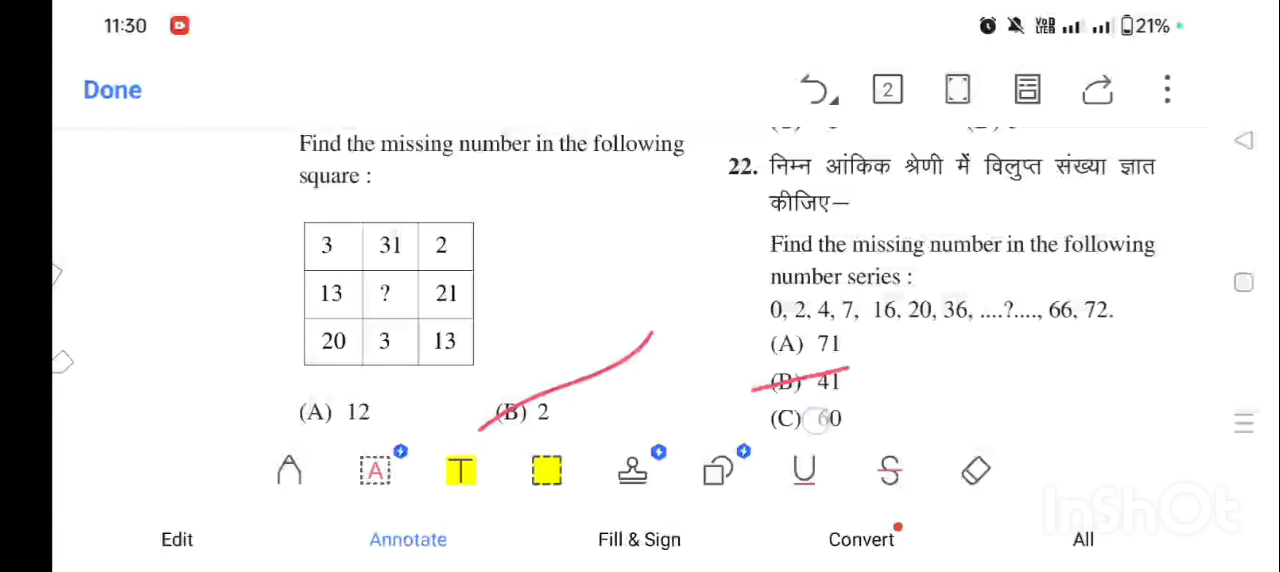 11:30
VoD LTE2 21%
Done
2
Find the missing number in the following
square :
3 31 2
13 ? 21
20 3 13
(A) 12 (B) 2
22. निम्न आंकिक श्रेणी में विलुप्त संख्या ज्ञात
कीजिए–
Find the missing number in the following
number series :
0, 2, 4, 7, 16, 20, 36, ....?...., 66, 72.
(A) 71
(B) 41
(C) 60
A T U S
Edit Annotate Fill & Sign Convert All
InShOt